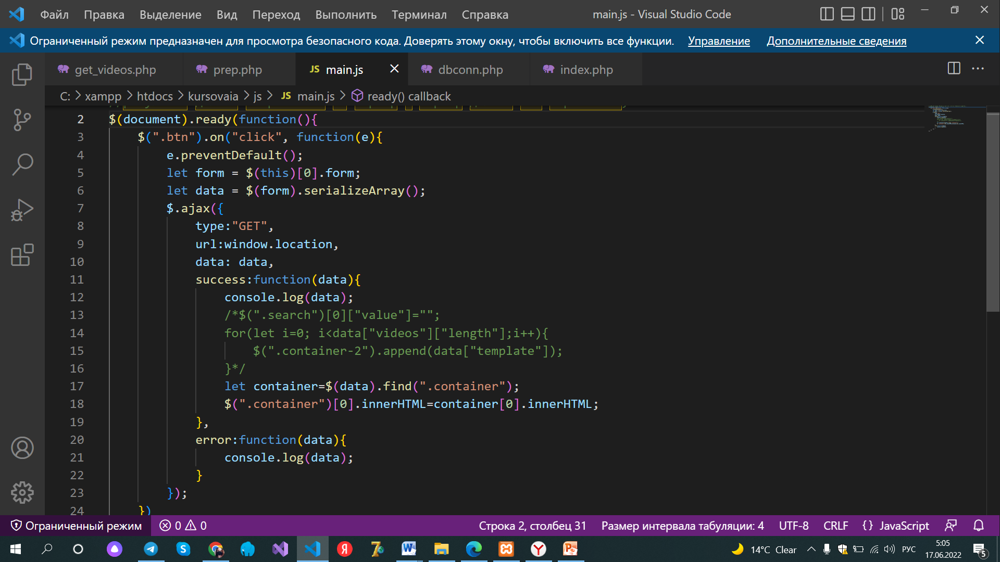 Файл Правка Выделение Вид Переход Выполнить Терминал Справка main.js - Visual Studio Code
Ограниченный режим предназначен для просмотра безопасного кода. Доверять этому окну, чтобы включить все функции. Управление Дополнительные сведения
get_videos.php prep.php JS main.js dbconn.php index.php
C: > xampp > htdocs > kursovaia > js > JS main.js > ready() callback
2 $(document).ready(function(){
3 $(".btn").on("click", function(e){
4 e.preventDefault();
5 let form = $(this)[0].form;
6 let data = $(form).serializeArray();
7 $.ajax({
8 type:"GET",
9 url:window.location,
10 data: data,
11 success:function(data){
12 console.log(data);
13 /*$(".search")[0]["value"]="";
14 for(let i=0; i<data["videos"]["length"];i++){
15 $(".container-2").append(data["template"]);
16 }*/
17 let container=$(data).find(".container");
18 $(".container")[0].innerHTML=container[0].innerHTML;
19 },
20 error:function(data){
21 console.log(data);
22 }
23 });
24 })
Ограниченный режим 0 0 Строка 2, столбец 31 Размер интервала табуляции: 4 UTF-8 CRLF {} JavaScript
14°C Clear РУС 5:05
17.06.2022 5